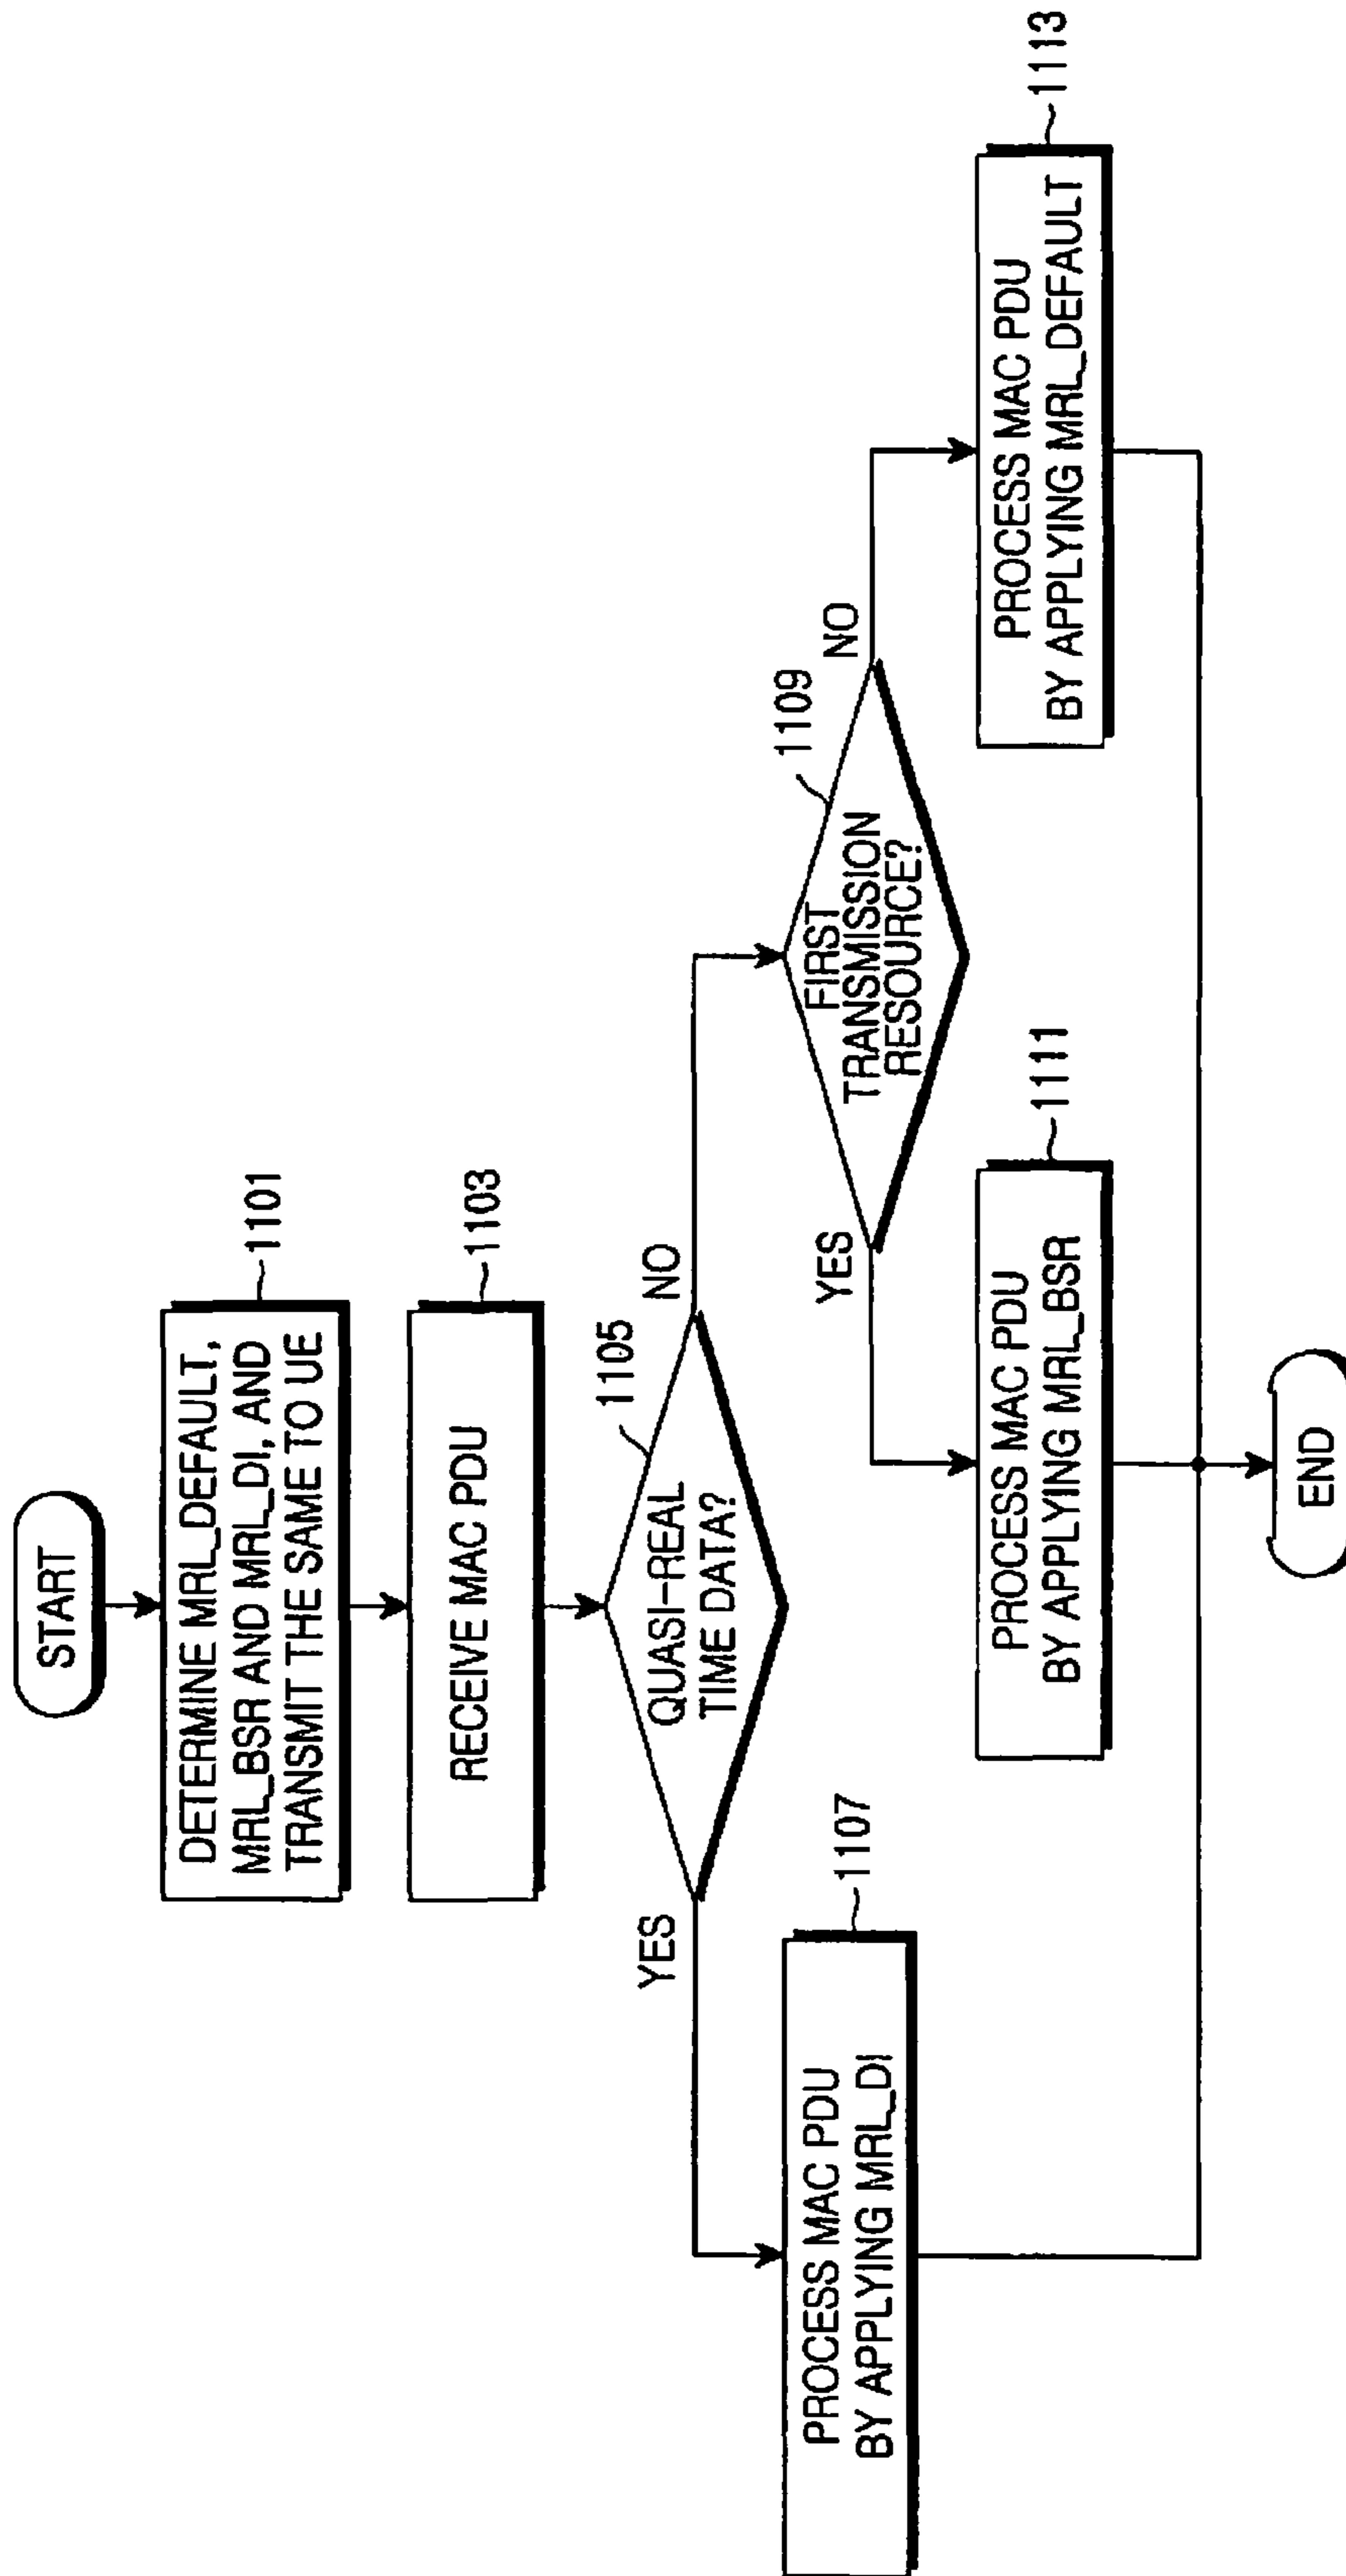 START
DETERMINE MRL_DEFAULT,
MRL_BSR AND MRL_DI, AND
TRANSMIT THE SAME TO UE
1101
RECEIVE MAC PDU
1103
QUASI-REAL
TIME DATA?
1105
YES
NO
PROCESS MAC PDU
BY APPLYING MRL_DI
1107
FIRST
TRANSMISSION
RESOURCE?
1109
YES
NO
PROCESS MAC PDU
BY APPLYING MRL_BSR
1111
PROCESS MAC PDU
BY APPLYING MRL_DEFAULT
1113
END